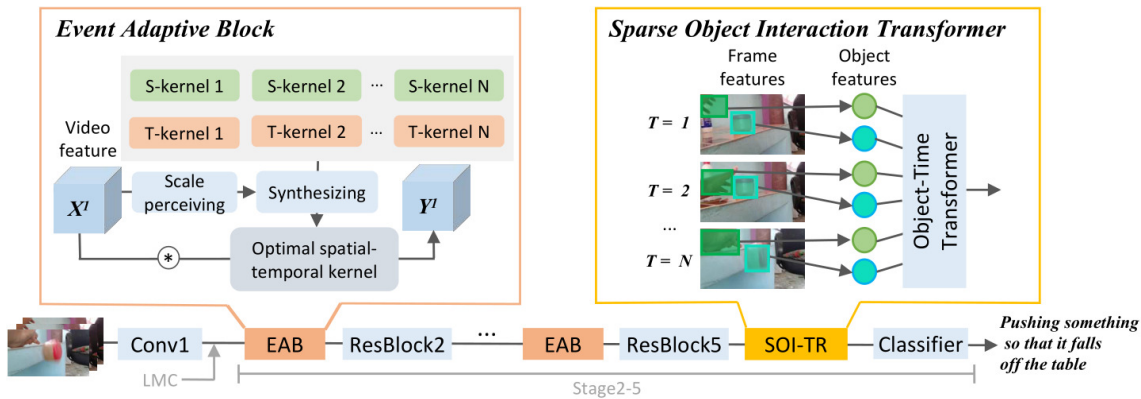 Event Adaptive Block
S-kernel 1
S-kernel 2
...
S-kernel N
T-kernel 1
T-kernel 2
...
T-kernel N
Video
feature
X¹
Scale
perceiving
Synthesizing
Y¹
*
Optimal spatial-
temporal kernel
Sparse Object Interaction Transformer
Frame
features
Object
features
T = 1
T = 2
...
T = N
Object-Time
Transformer
Conv1
LMC
EAB
ResBlock2
...
EAB
ResBlock5
SOI-TR
Classifier
Stage2-5
Pushing something
so that it falls
off the table